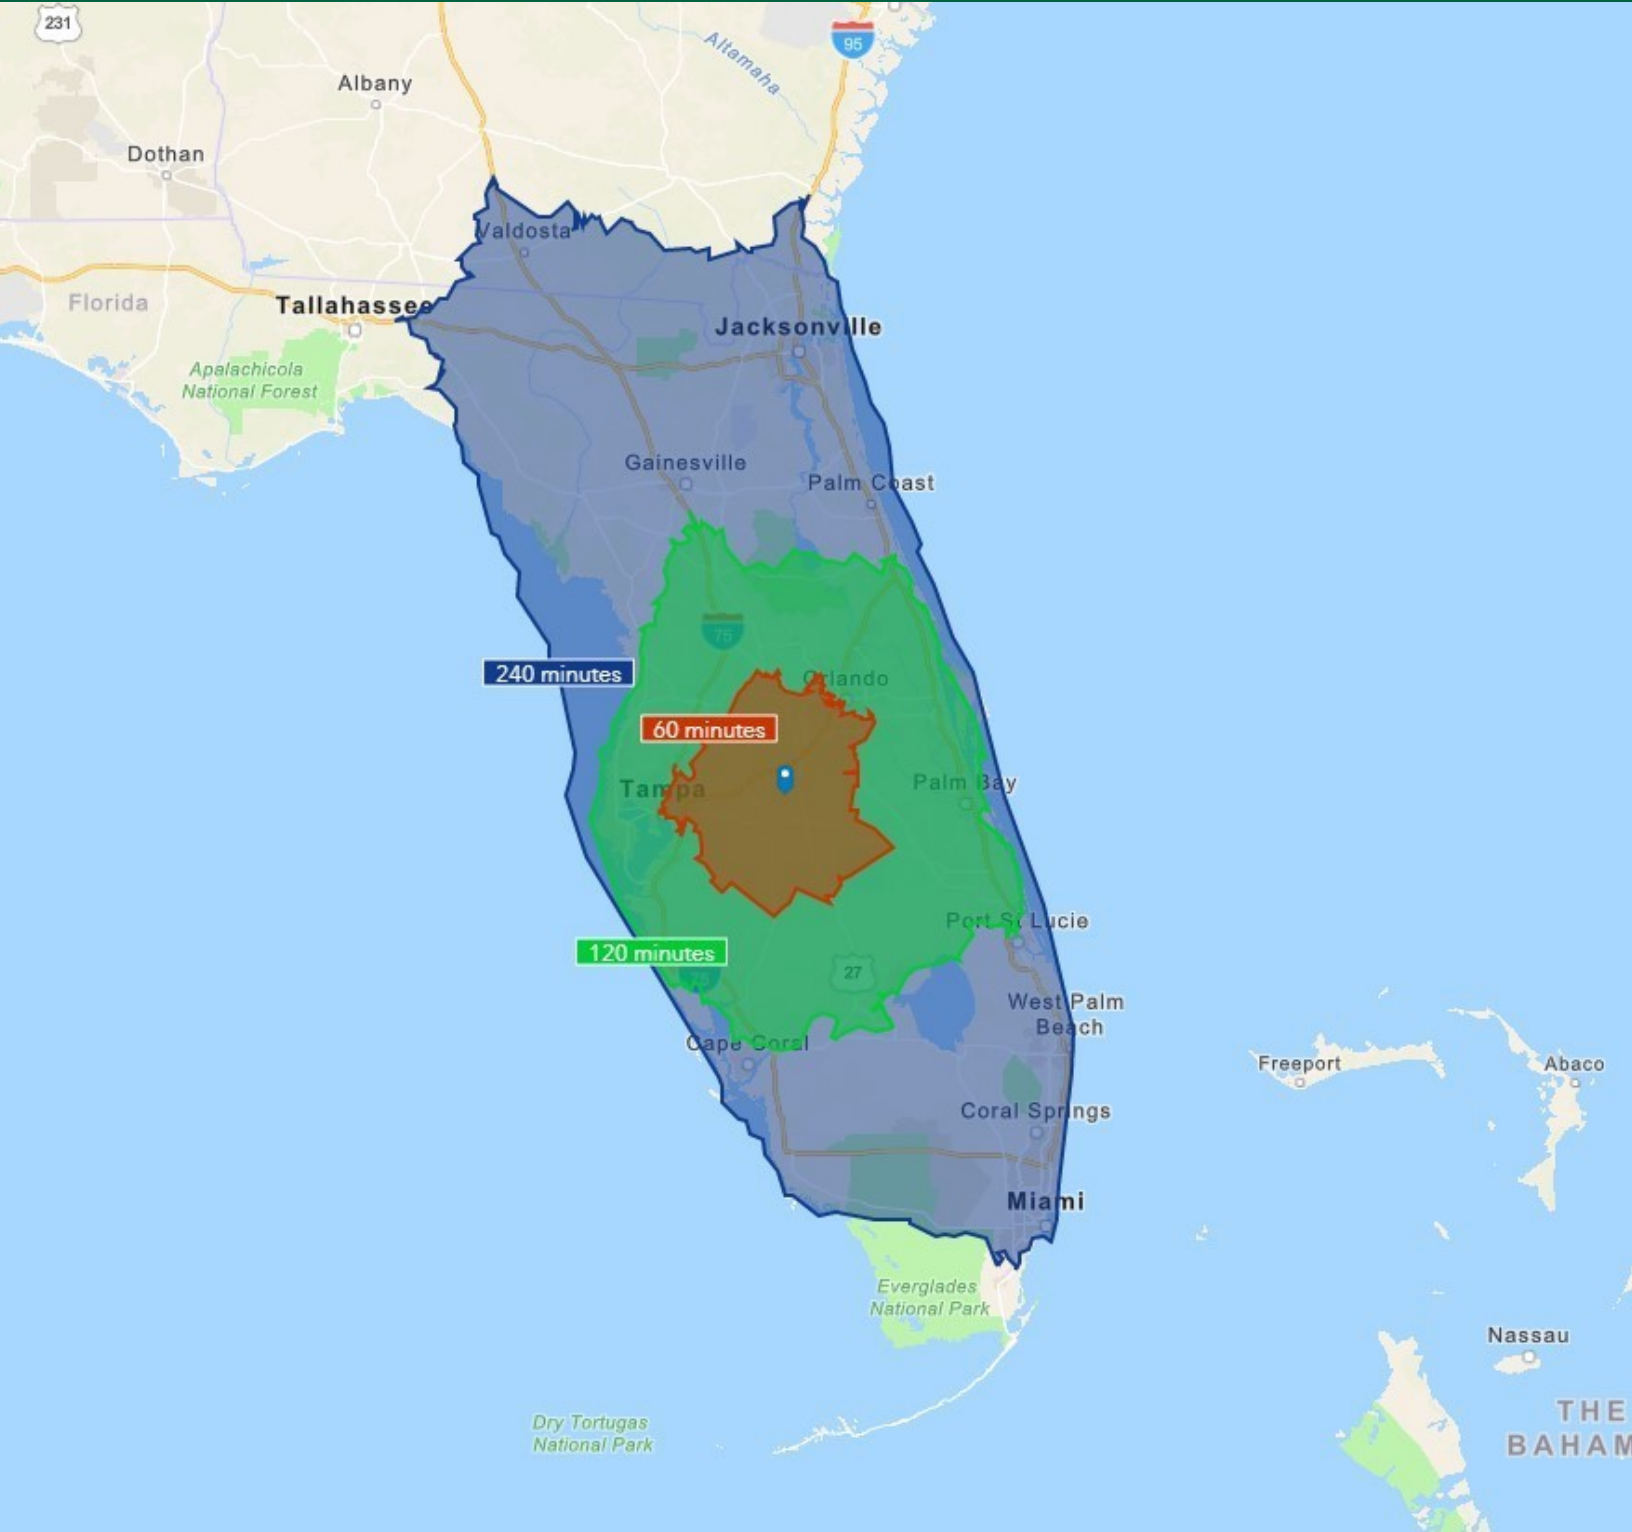 231
95
Altamaha
Albany
Dothan
Valdosta
Florida
Tallahassee
Jacksonville
Apalachicola
National Forest
Gainesville
Palm Coast
75
240 minutes
Orlando
60 minutes
Tampa
Palm Bay
Port St Lucie
120 minutes
75
27
West Palm
Beach
Cape Coral
Freeport
Abaco
Coral Springs
Miami
Everglades
National Park
Nassau
Dry Tortugas
National Park
THE
BAHAM